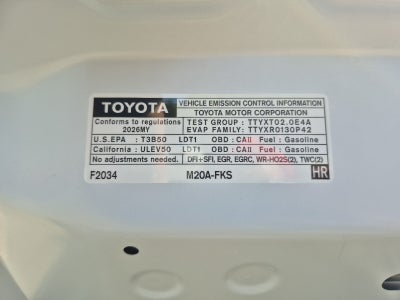 TOYOTA VEHICLE EMISSION CONTROL INFORMATION
TOYOTA MOTOR CORPORATION
Conforms to regulations TEST GROUP : TTYXT02.0E4A
2026MY EVAP FAMILY: TTYXR0130P42
U.S.EPA : T3B50 LDT1 OBD : CAII Fuel : Gasoline
California : ULEV50 LDT1 OBD : CAII Fuel : Gasoline
No adjustments needed. DFI+SFI, EGR, EGRC, WR-HO2S(2), TWC(2)
F2034 M20A-FKS HR